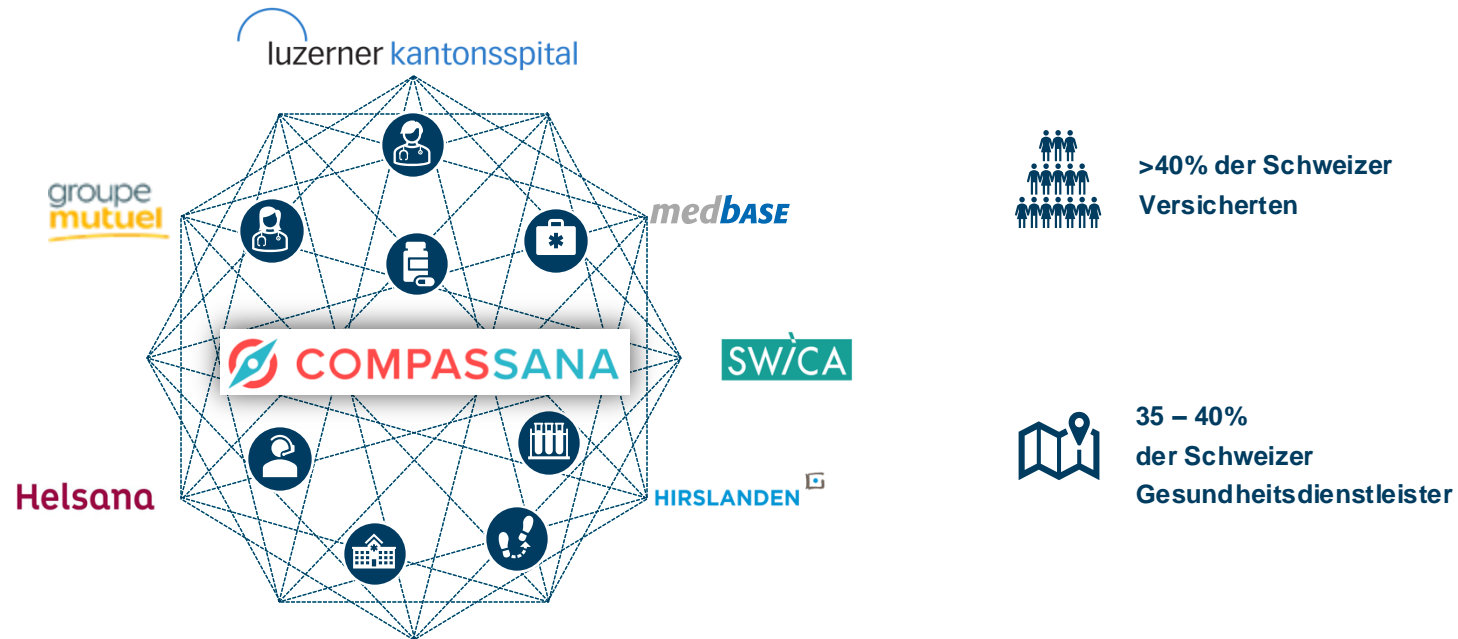 luzerner kantonsspital
groupe
mutuel
medbase
>40% der Schweizer
Versicherten
COMPASSANA
SWICA
35 – 40%
der Schweizer
Gesundheitsdienstleister
Helsana
HIRSLANDEN